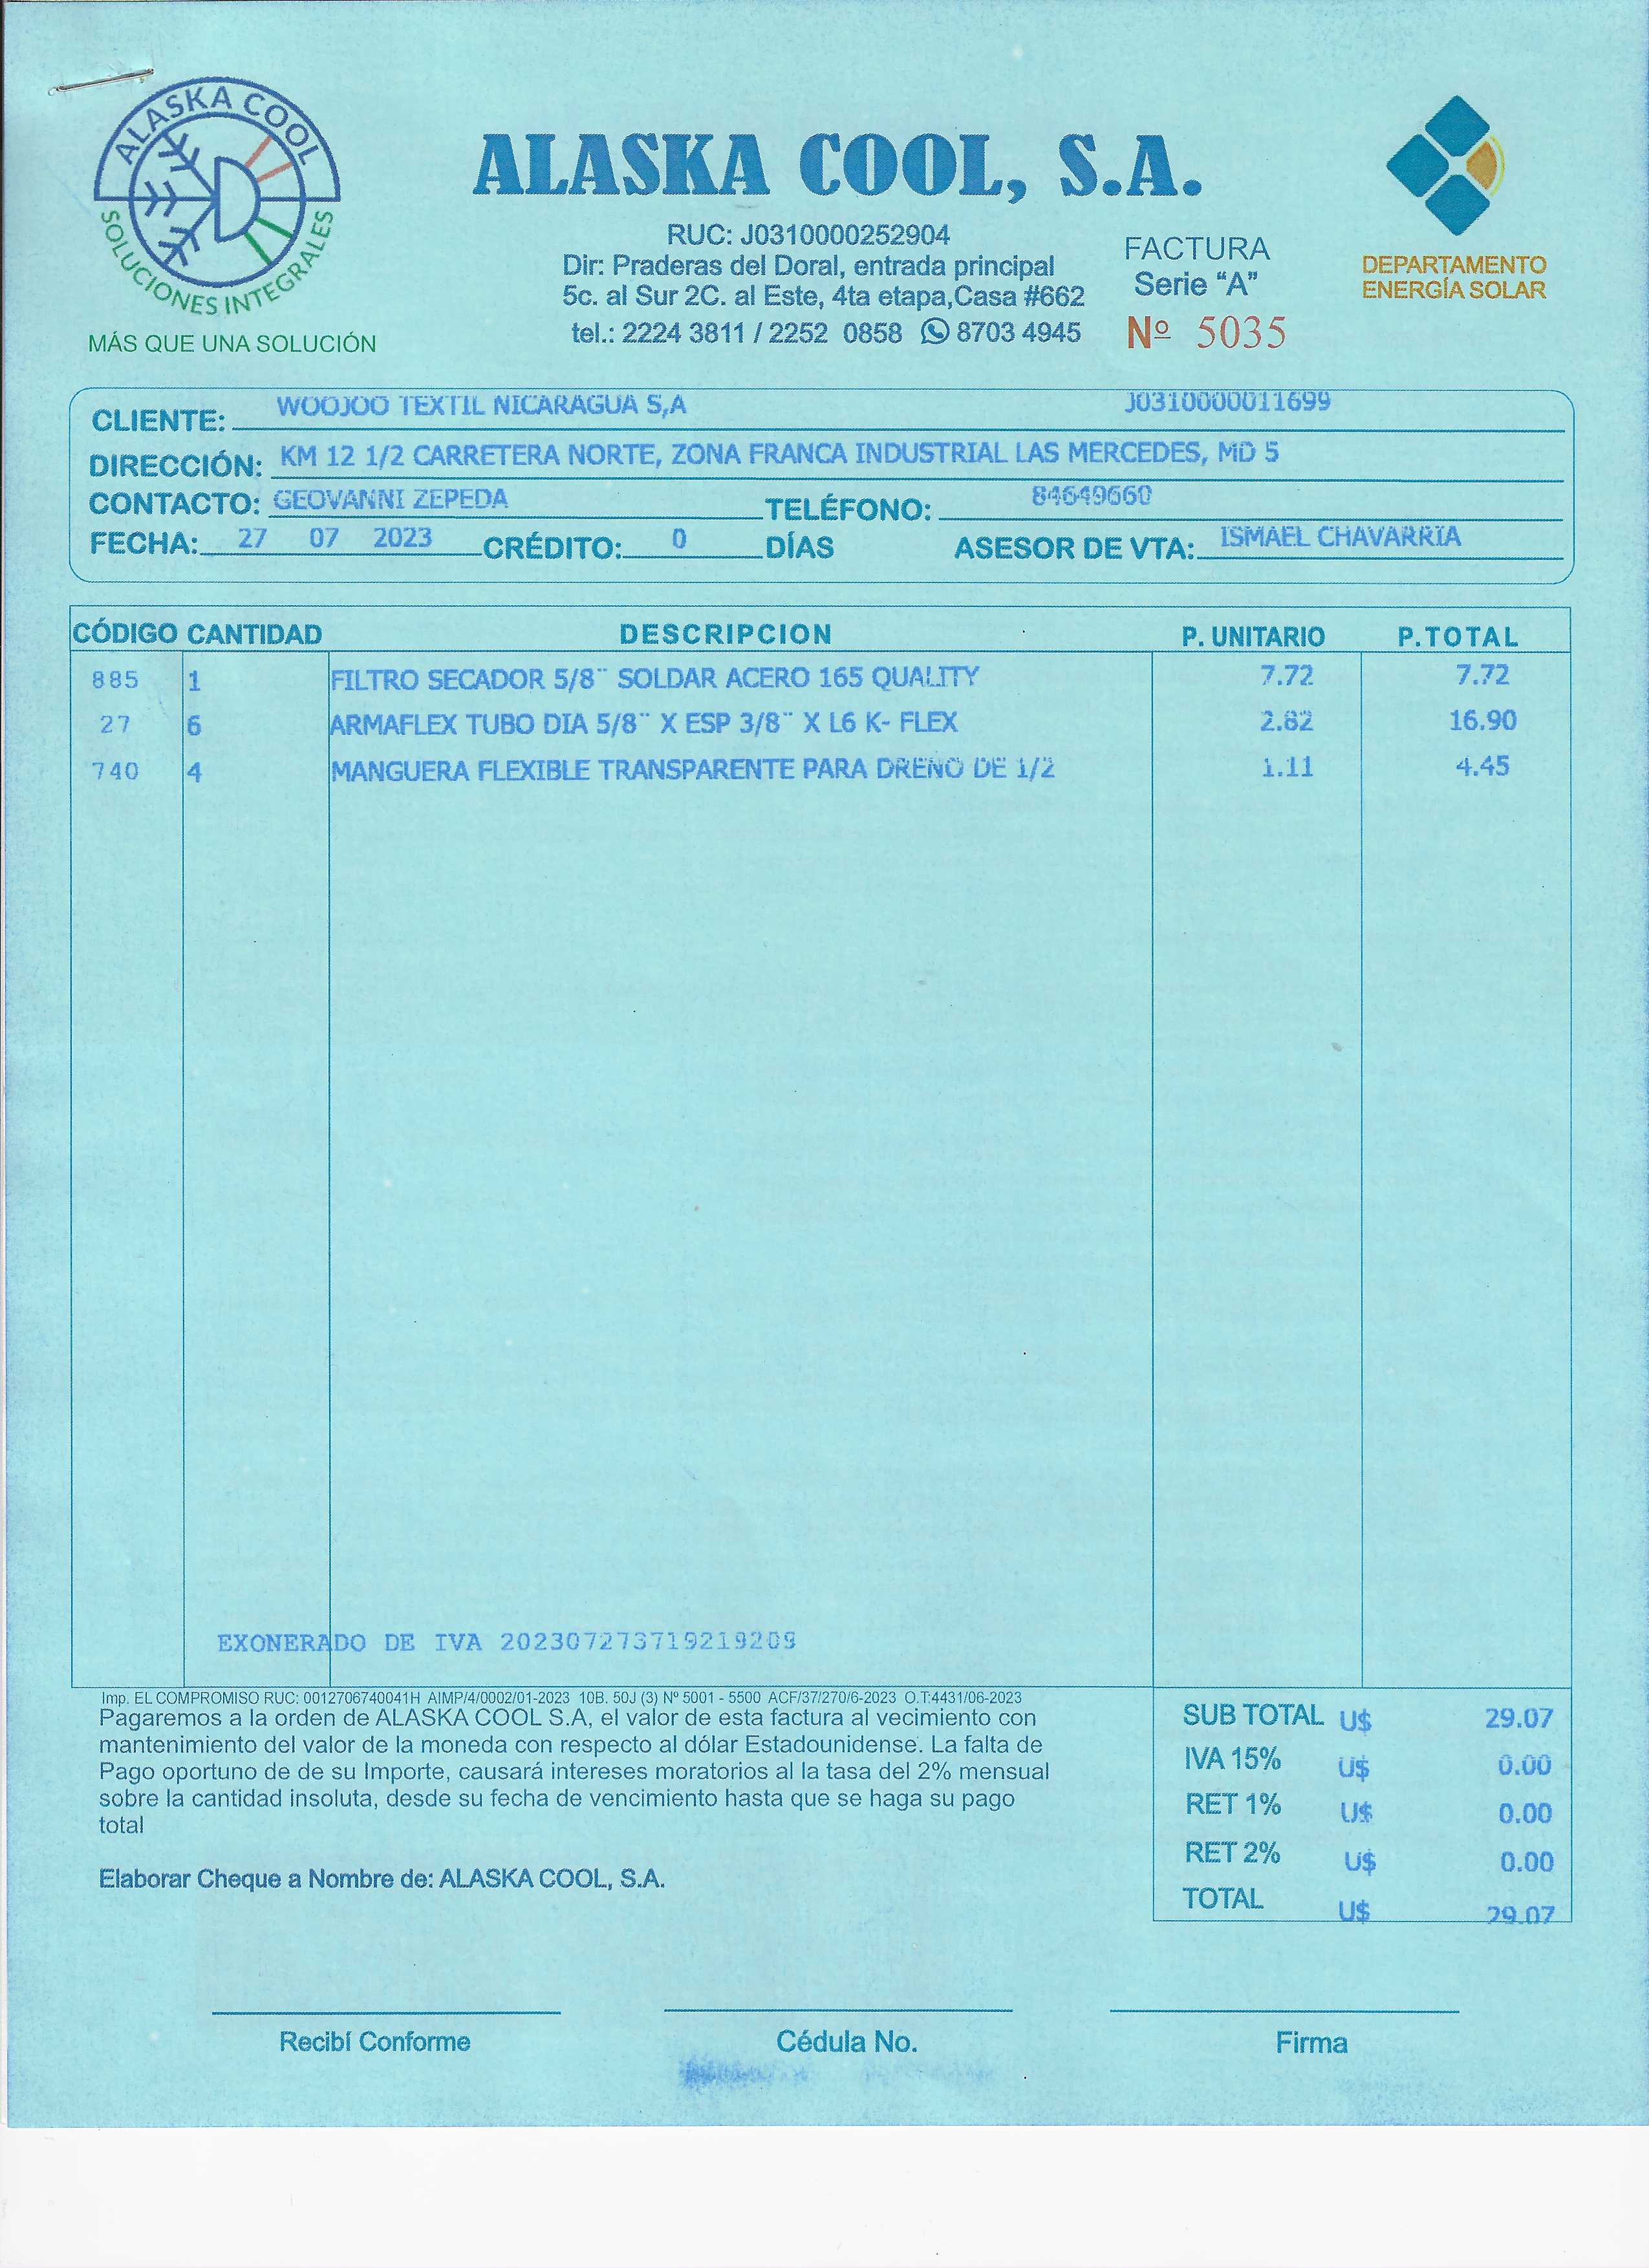 ALASKA COOL
SOLUCIONES INTEGRALES
MÁS QUE UNA SOLUCIÓN
ALASKA COOL, S.A.
RUC: J0310000252904
Dir: Praderas del Doral, entrada principal
5c. al Sur 2C. al Este, 4ta etapa,Casa #662
tel.: 2224 3811 / 2252 0858 8703 4945
FACTURA
Serie “A”
Nº 5035
DEPARTAMENTO
ENERGÍA SOLAR
CLIENTE: WOOJOO TEXTIL NICARAGUA S,A J0310000011699
DIRECCIÓN: KM 12 1/2 CARRETERA NORTE, ZONA FRANCA INDUSTRIAL LAS MERCEDES, MD 5
CONTACTO: GEOVANNI ZEPEDA TELÉFONO: 84649660
FECHA: 27 07 2023 CRÉDITO: 0 DÍAS ASESOR DE VTA: ISMAEL CHAVARRIA
CÓDIGO CANTIDAD DESCRIPCION P. UNITARIO P.TOTAL
885 1 FILTRO SECADOR 5/8¨ SOLDAR ACERO 165 QUALITY 7.72 7.72
27 6 ARMAFLEX TUBO DIA 5/8¨ X ESP 3/8¨ X L6 K- FLEX 2.82 16.90
740 4 MANGUERA FLEXIBLE TRANSPARENTE PARA DRENO DE 1/2 1.11 4.45
EXONERADO DE IVA 202307273719219209
Imp. EL COMPROMISO RUC: 0012706740041H AIMP/4/0002/01-2023 10B. 50J (3) Nº 5001 - 5500 ACF/37/270/6-2023 O.T:4431/06-2023
Pagaremos a la orden de ALASKA COOL S.A, el valor de esta factura al vecimiento con
mantenimiento del valor de la moneda con respecto al dólar Estadounidense. La falta de
Pago oportuno de de su Importe, causará intereses moratorios al la tasa del 2% mensual
sobre la cantidad insoluta, desde su fecha de vencimiento hasta que se haga su pago
total
Elaborar Cheque a Nombre de: ALASKA COOL, S.A.
SUB TOTAL U$ 29.07
IVA 15% U$ 0.00
RET 1% U$ 0.00
RET 2% U$ 0.00
TOTAL U$ 29.07
Recibí Conforme
Cédula No.
Firma